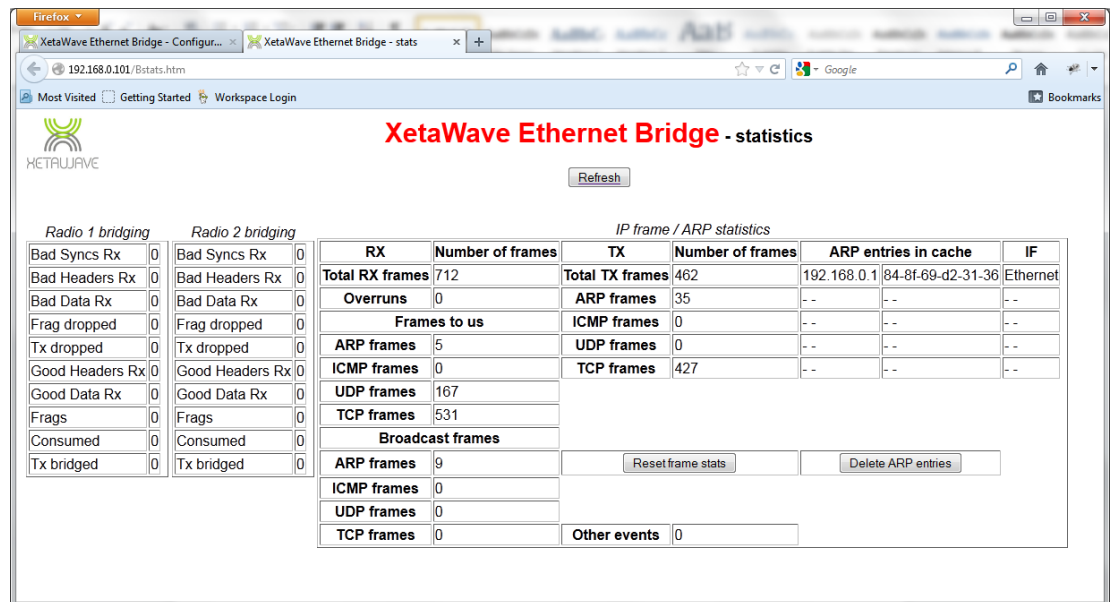 Firefox
XetaWave Ethernet Bridge - Configur... × XetaWave Ethernet Bridge - stats × +
192.168.0.101/Bstats.htm Google
Most Visited Getting Started Workspace Login Bookmarks
XETAWAVE
XetaWave Ethernet Bridge - statistics
Refresh
Radio 1 bridging Radio 2 bridging IP frame / ARP statistics
Bad Syncs Rx 0 Bad Syncs Rx 0 RX Number of frames TX Number of frames ARP entries in cache IF
Bad Headers Rx 0 Bad Headers Rx 0 Total RX frames 712 Total TX frames 462 192.168.0.1 84-8f-69-d2-31-36 Ethernet
Bad Data Rx 0 Bad Data Rx 0 Overruns 0 ARP frames 35 - - - - - -
Frag dropped 0 Frag dropped 0 Frames to us ICMP frames 0 - - - - - -
Tx dropped 0 Tx dropped 0 ARP frames 5 UDP frames 0 - - - - - -
Good Headers Rx 0 Good Headers Rx 0 ICMP frames 0 TCP frames 427 - - - - - -
Good Data Rx 0 Good Data Rx 0 UDP frames 167
Frags 0 Frags 0 TCP frames 531
Consumed 0 Consumed 0 Broadcast frames
Tx bridged 0 Tx bridged 0 ARP frames 9 Reset frame stats Delete ARP entries
ICMP frames 0
UDP frames 0
TCP frames 0 Other events 0